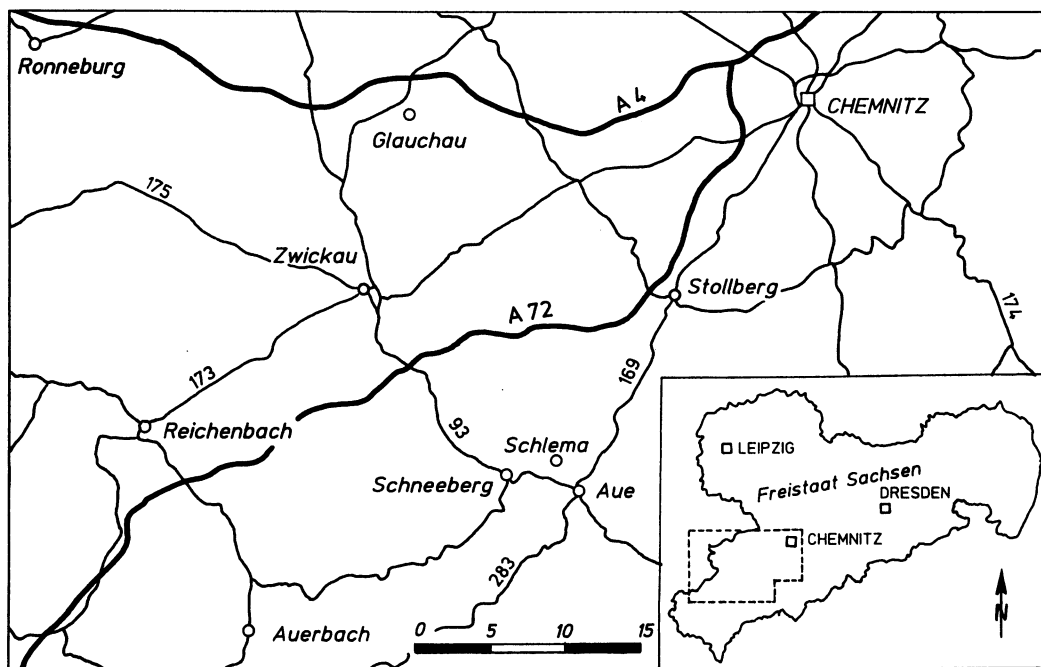 Ronneburg
A 4
Glauchau
CHEMNITZ
175
Zwickau
Stollberg
A 72
174
173
169
Reichenbach
93
Schlema
Schneeberg
Aue
283
Auerbach
0 5 10 15
LEIPZIG
Freistaat Sachsen
DRESDEN
CHEMNITZ
N